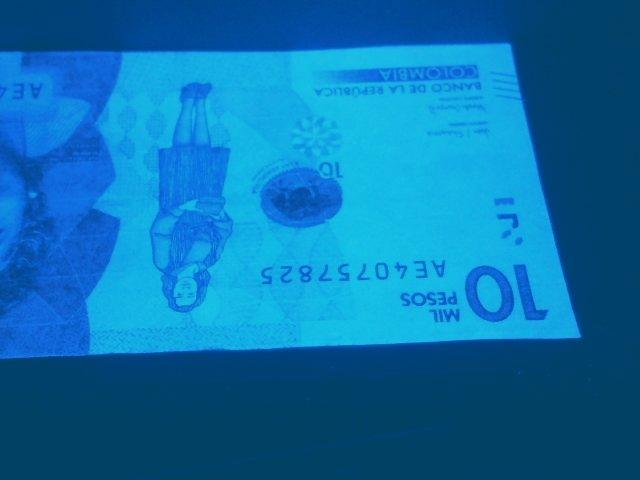 10 MIL
PESOS
AE40757825
10
BANCO DE LA REPÚBLICA
COLOMBIA
AE4